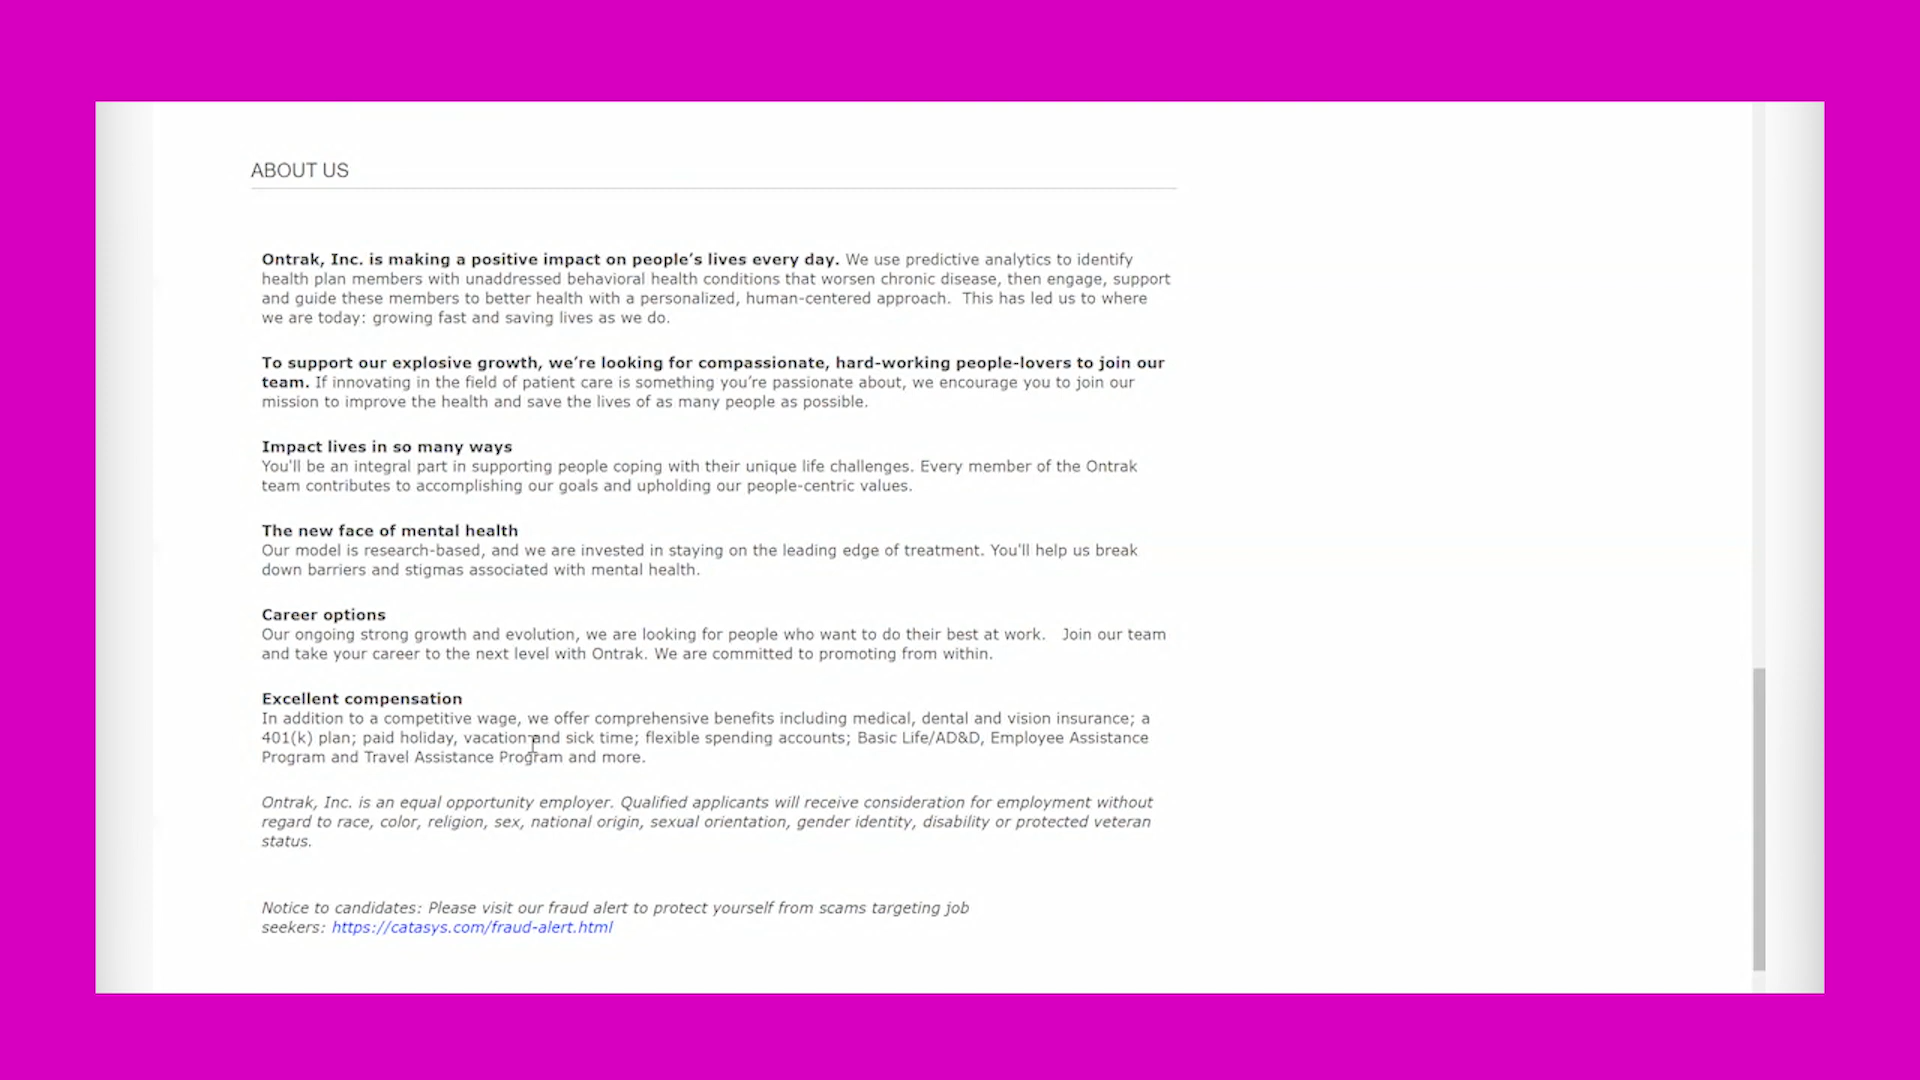 ABOUT US
Ontrak, Inc. is making a positive impact on people’s lives every day. We use predictive analytics to identify
health plan members with unaddressed behavioral health conditions that worsen chronic disease, then engage, support
and guide these members to better health with a personalized, human-centered approach.  This has led us to where
we are today: growing fast and saving lives as we do.
To support our explosive growth, we’re looking for compassionate, hard-working people-lovers to join our
team. If innovating in the field of patient care is something you’re passionate about, we encourage you to join our
mission to improve the health and save the lives of as many people as possible.
Impact lives in so many ways
You'll be an integral part in supporting people coping with their unique life challenges. Every member of the Ontrak
team contributes to accomplishing our goals and upholding our people-centric values.
The new face of mental health
Our model is research-based, and we are invested in staying on the leading edge of treatment. You'll help us break
down barriers and stigmas associated with mental health.
Career options
Our ongoing strong growth and evolution, we are looking for people who want to do their best at work.   Join our team
and take your career to the next level with Ontrak. We are committed to promoting from within.
Excellent compensation
In addition to a competitive wage, we offer comprehensive benefits including medical, dental and vision insurance; a
401(k) plan; paid holiday, vacation and sick time; flexible spending accounts; Basic Life/AD&D, Employee Assistance
Program and Travel Assistance Program and more.
Ontrak, Inc. is an equal opportunity employer. Qualified applicants will receive consideration for employment without
regard to race, color, religion, sex, national origin, sexual orientation, gender identity, disability or protected veteran
status.
Notice to candidates: Please visit our fraud alert to protect yourself from scams targeting job
seekers: https://catasys.com/fraud-alert.html